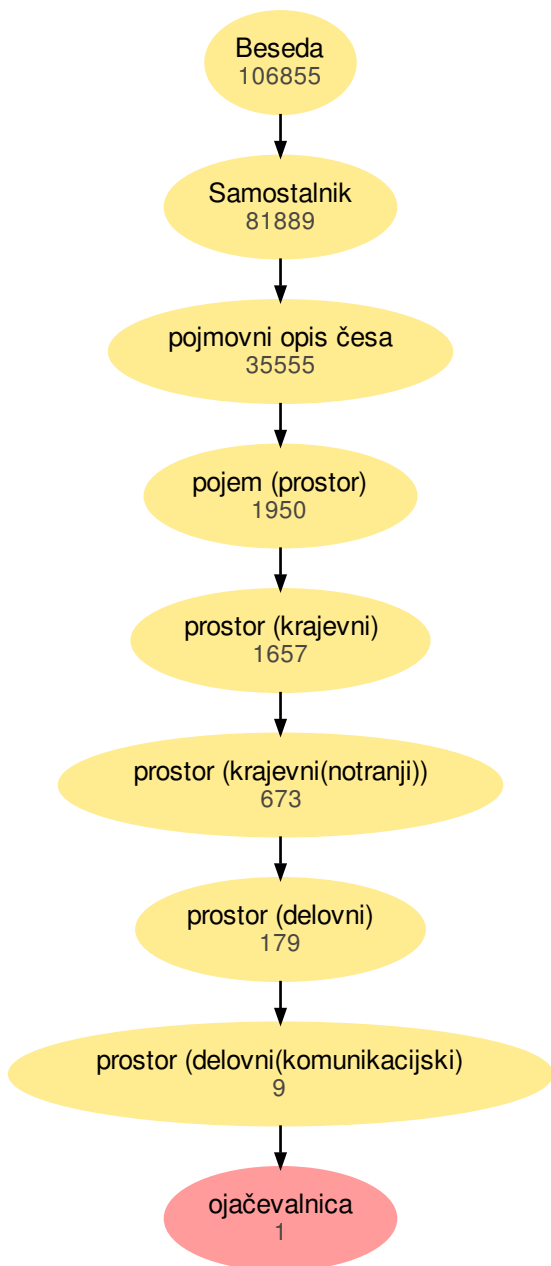 Beseda
106855
Samostalnik
81889
pojmovni opis česa
35555
pojem (prostor)
1950
prostor (krajevni)
1657
prostor (krajevni(notranji))
673
prostor (delovni)
179
prostor (delovni(komunikacijski)
9
ojačevalnica
1